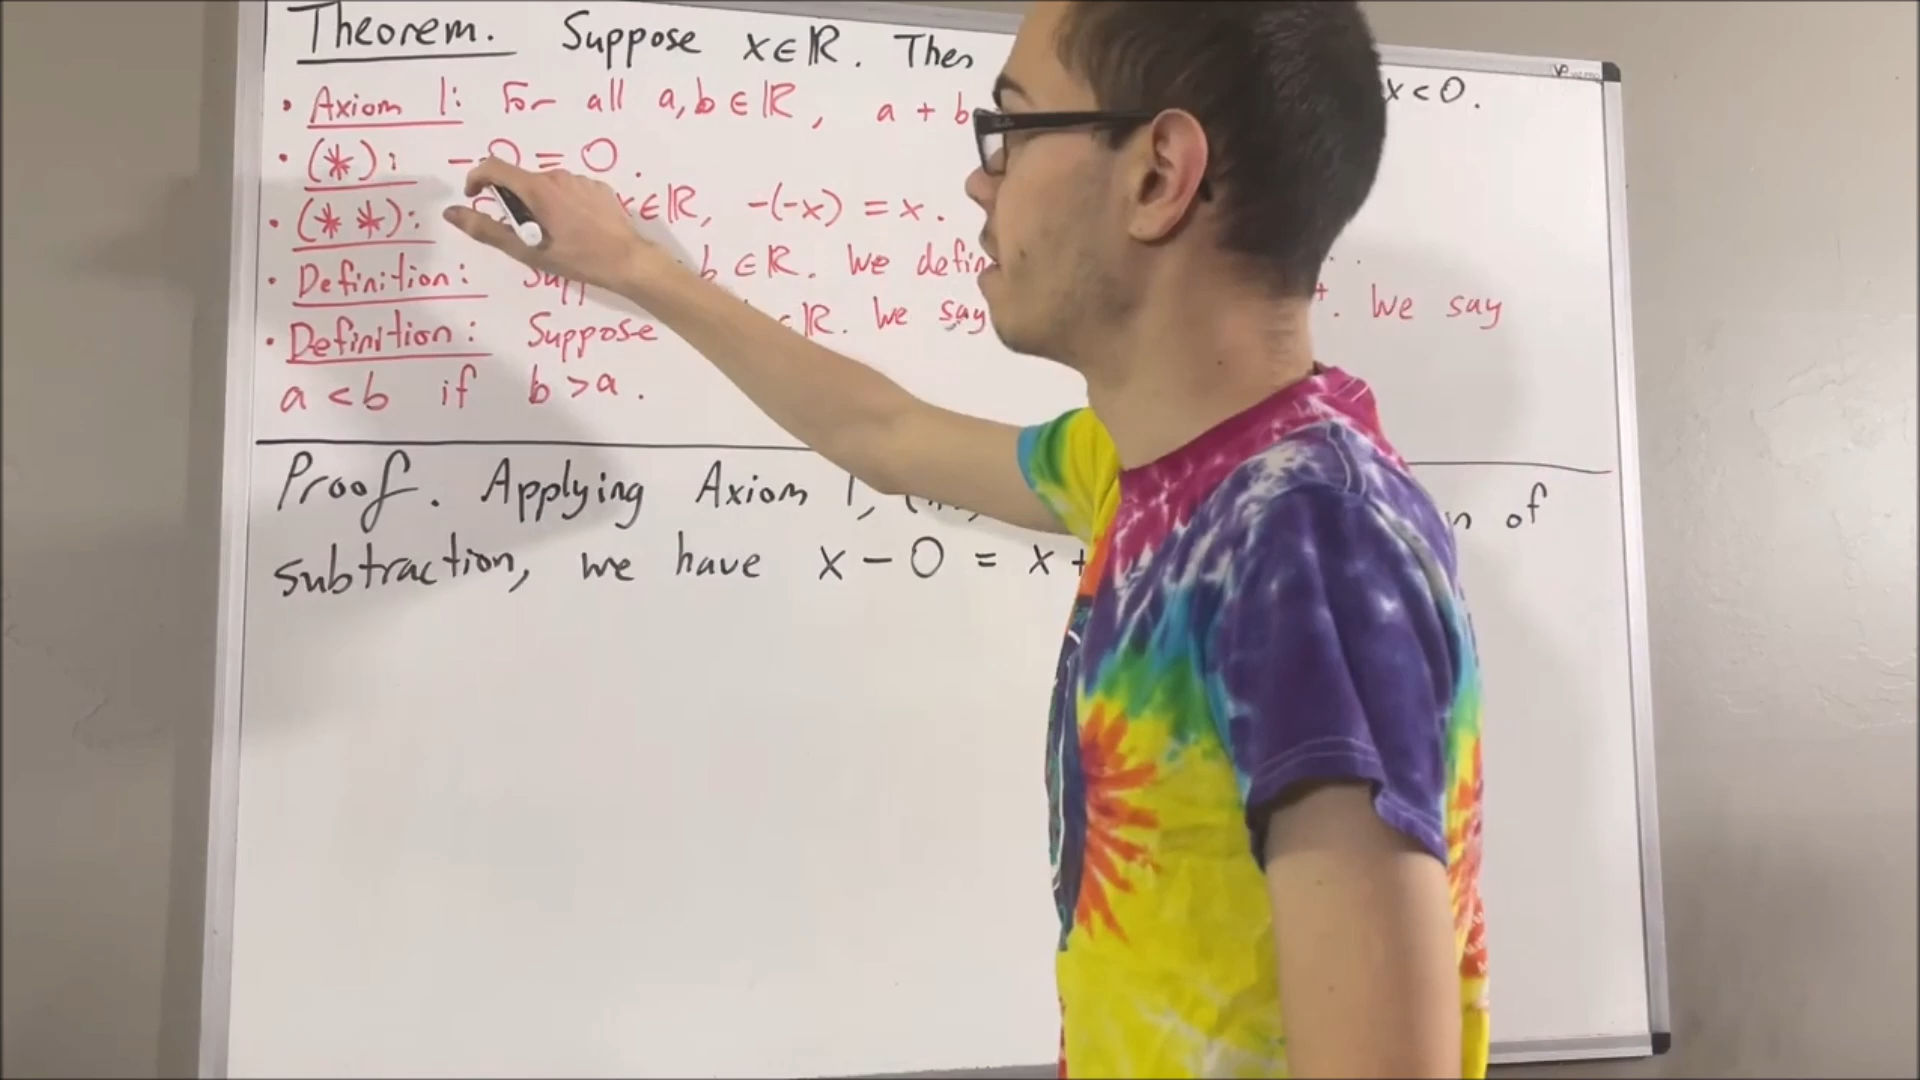 Theorem. Suppose x∈ℝ. Then x<0.
• Axiom 1: For all a,b∈ℝ, a + b
• (*): -0 = 0.
• (**): x∈ℝ, -(-x) = x.
• Definition: b∈ℝ. We defin
• Definition: Suppose ∈ℝ. We say . We say
a<b if b>a.
Proof. Applying Axiom 1, of
subtraction, we have x-0 = x+